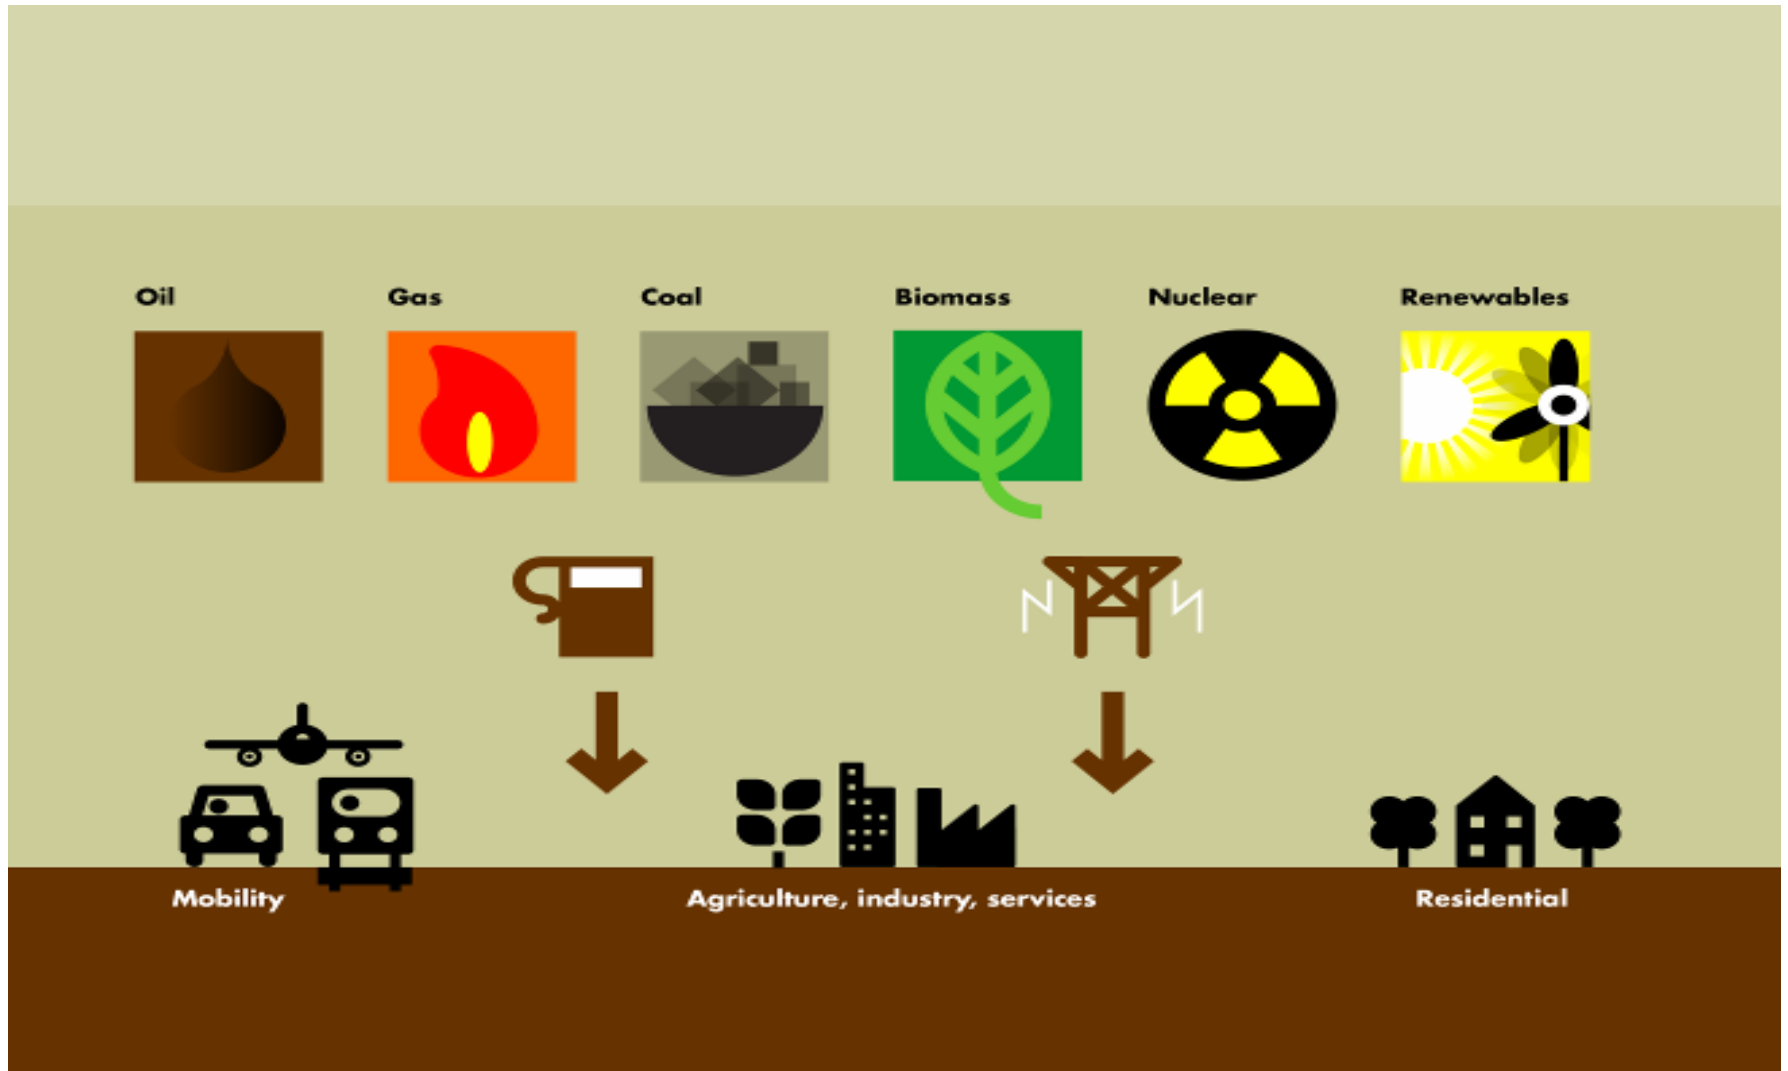 Oil
Gas
Coal
Biomass
Nuclear
Renewables
Mobility
Agriculture, industry, services
Residential